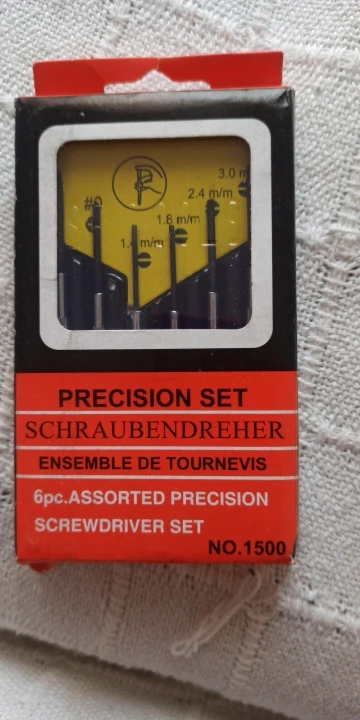 3.0 m
2.4 m/m
#0
1.8 m/m
m/m
PRECISION SET
SCHRAUBENDREHER
ENSEMBLE DE TOURNEVIS
6pc.ASSORTED PRECISION
SCREWDRIVER SET
NO.1500